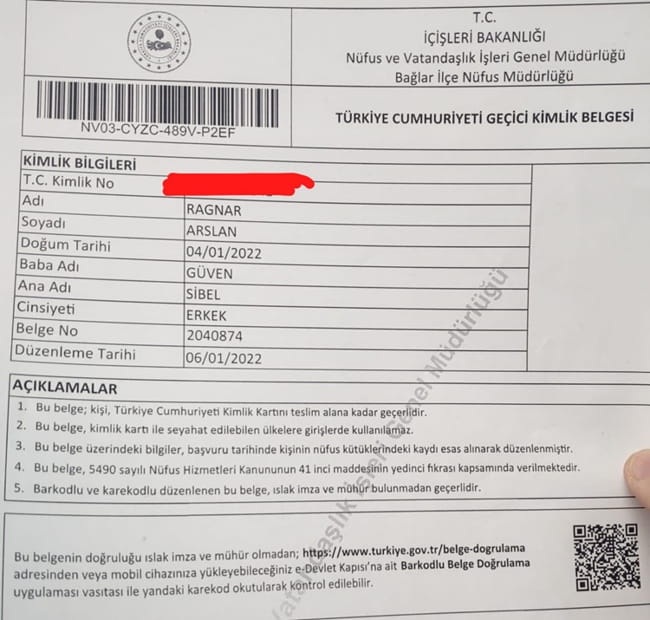 T.C.
İÇİŞLERİ BAKANLIĞI
Nüfus ve Vatandaşlık İşleri Genel Müdürlüğü
Bağlar İlçe Nüfus Müdürlüğü
NV03-CYZC-489V-P2EF
TÜRKİYE CUMHURİYETİ GEÇİCİ KİMLİK BELGESİ
KİMLİK BİLGİLERİ
T.C. Kimlik No
Adı RAGNAR
Soyadı ARSLAN
Doğum Tarihi 04/01/2022
Baba Adı GÜVEN
Ana Adı SİBEL
Cinsiyeti ERKEK
Belge No 2040874
Düzenleme Tarihi 06/01/2022
AÇIKLAMALAR
1. Bu belge; kişi, Türkiye Cumhuriyeti Kimlik Kartını teslim alana kadar geçerlidir.
2. Bu belge, kimlik kartı ile seyahat edilebilen ülkelere girişlerde kullanılamaz.
3. Bu belge üzerindeki bilgiler, başvuru tarihinde kişinin nüfus kütüklerindeki kaydı esas alınarak düzenlenmiştir.
4. Bu belge, 5490 sayılı Nüfus Hizmetleri Kanununun 41 inci maddesinin yedinci fıkrası kapsamında verilmektedir.
5. Barkodlu ve karekodlu düzenlenen bu belge, ıslak imza ve mühür bulunmadan geçerlidir.
Vatandaşlık İşleri Genel Müdürlüğü
Bu belgenin doğruluğu ıslak imza ve mühür olmadan; https://www.turkiye.gov.tr/belge-dogrulama
adresinden veya mobil cihazınıza yükleyebileceğiniz e-Devlet Kapısı'na ait Barkodlu Belge Doğrulama
uygulaması vasıtası ile yandaki karekod okutularak kontrol edilebilir.